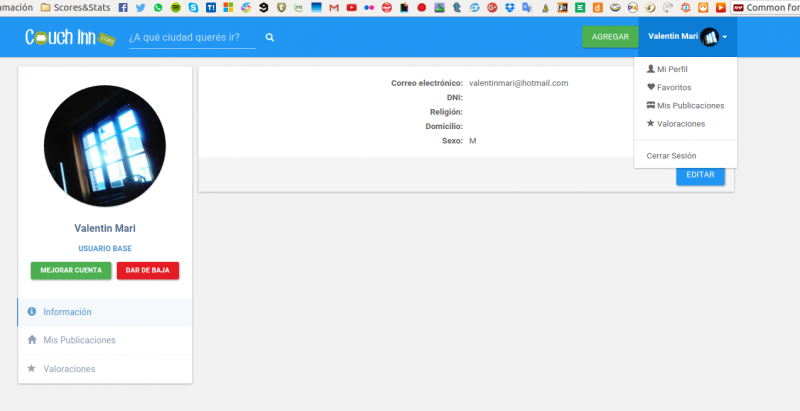 amación
Scores&Stats
Common for
Couch Inn .com
¿A qué ciudad querés ir?
AGREGAR
Valentin Mari
Mi Perfil
Favoritos
Mis Publicaciones
Valoraciones
Cerrar Sesión
Correo electrónico: valentinmari@hotmail.com
DNI:
Religión:
Domicilio:
Sexo: M
EDITAR
Valentin Mari
USUARIO BASE
MEJORAR CUENTA
DAR DE BAJA
Información
Mis Publicaciones
Valoraciones